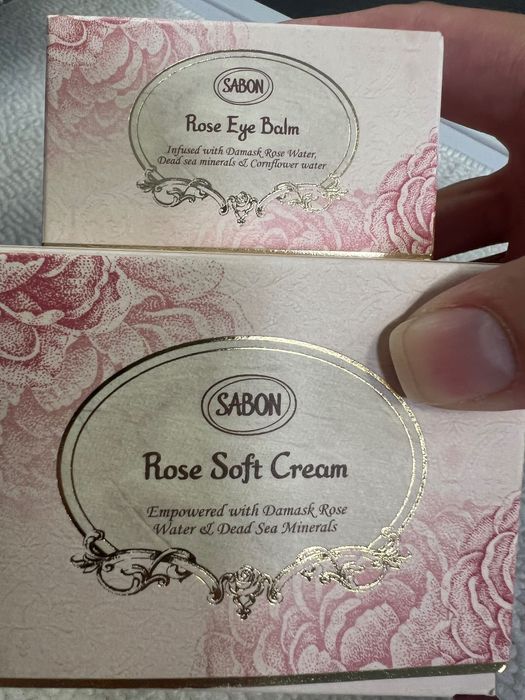 SABON
Rose Eye Balm
Infused with Damask Rose Water,
Dead sea minerals & Cornflower water
SABON
Rose Soft Cream
Empowered with Damask Rose
Water & Dead Sea Minerals